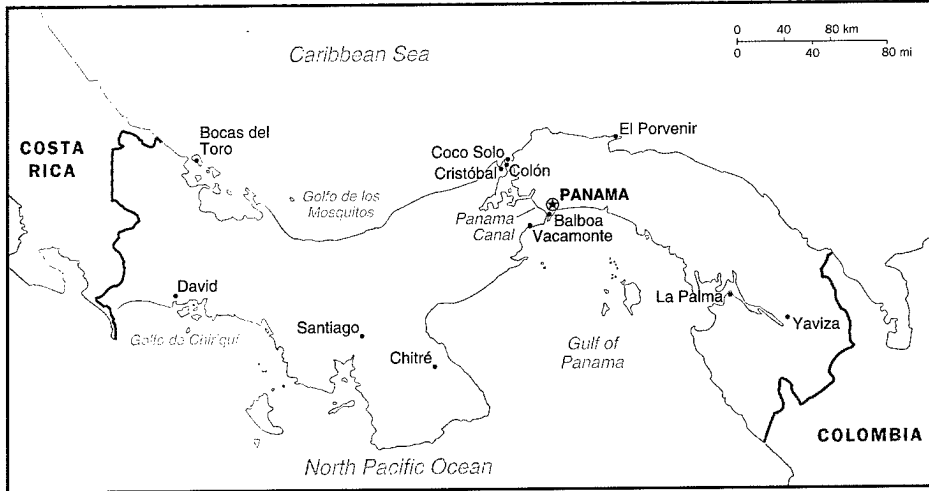 Caribbean Sea
0 40 80 km
0 40 80 mi
COSTA
RICA
Bocas del
Toro
El Porvenir
Coco Solo
Cristóbal
Colón
Golfo de los
Mosquitos
PANAMA
Panama
Canal
Balboa
Vacamonte
David
La Palma
Yaviza
Golfo de Chiriquí
Santiago
Gulf of
Panama
Chitré
COLOMBIA
North Pacific Ocean